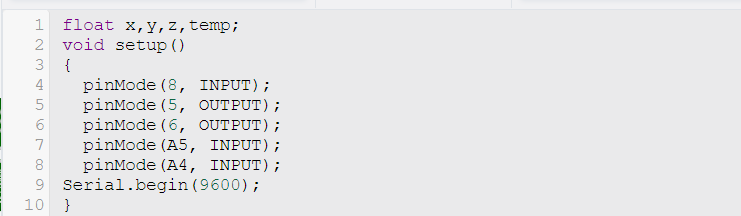 1 float x,y,z,temp;
2 void setup()
3 {
4   pinMode(8, INPUT);
5   pinMode(5, OUTPUT);
6   pinMode(6, OUTPUT);
7   pinMode(A5, INPUT);
8   pinMode(A4, INPUT);
9 Serial.begin(9600);
10 }